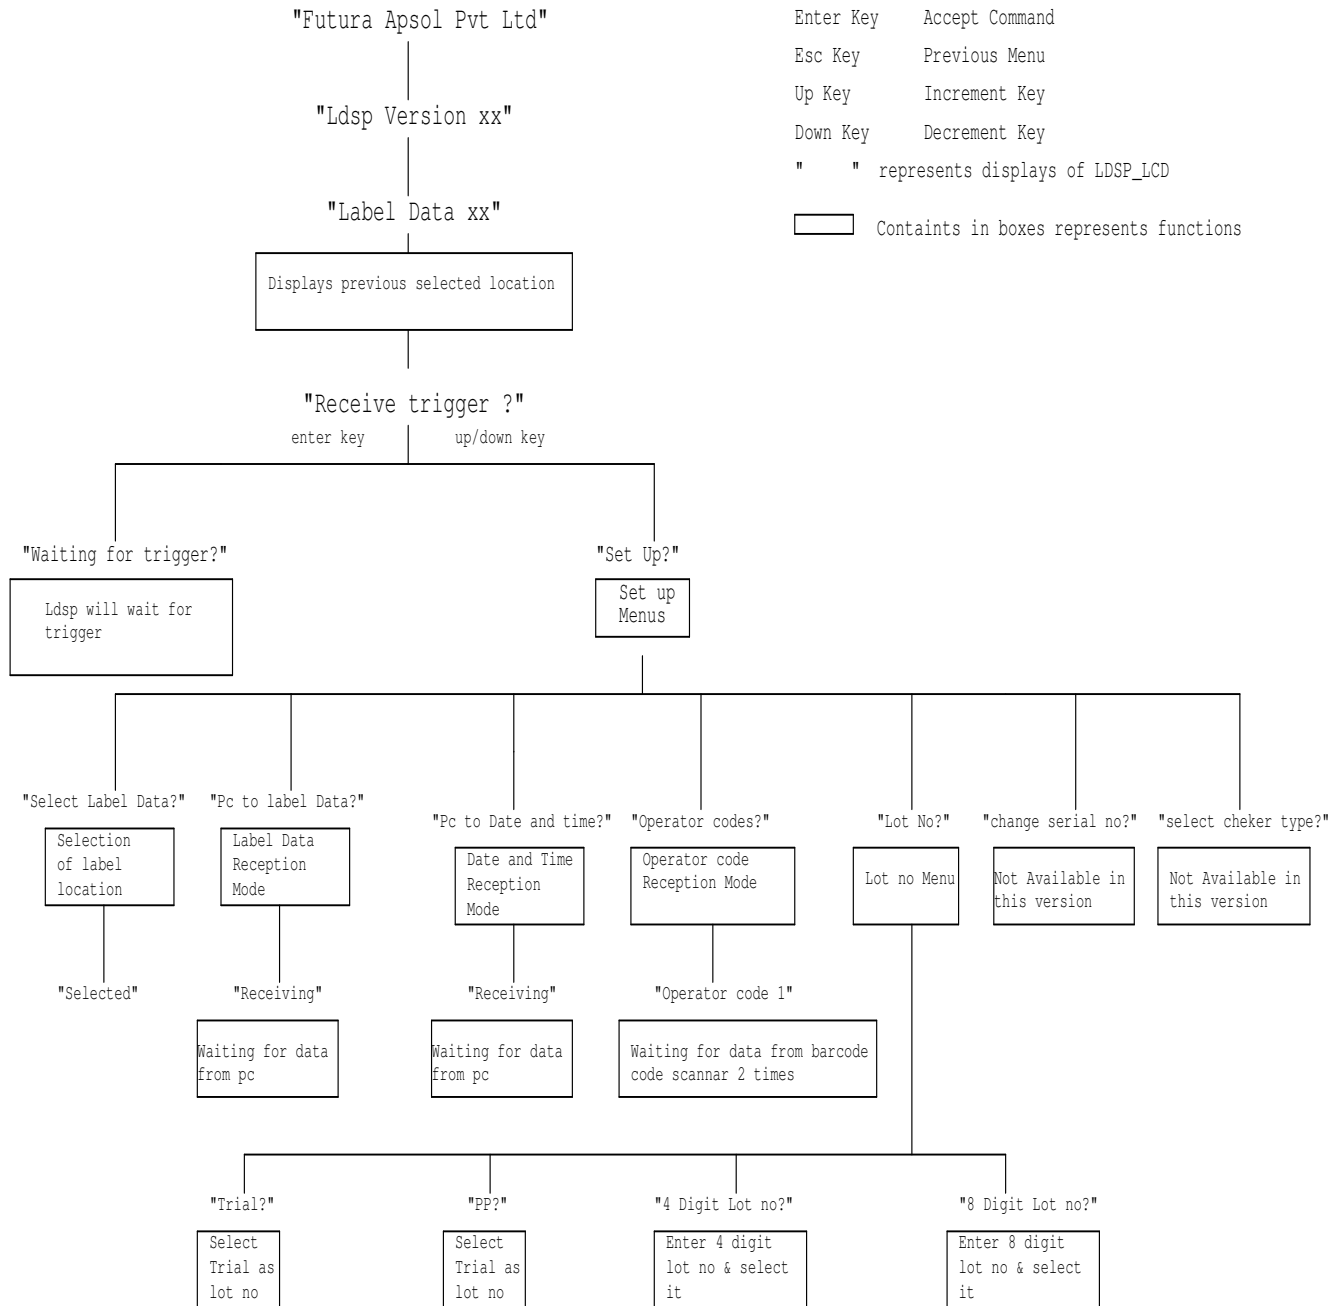 "Futura Apsol Pvt Ltd"
Enter Key Accept Command
Esc Key Previous Menu
Up Key Increment Key
Down Key Decrement Key
" " represents displays of LDSP_LCD
Containts in boxes represents functions
"Ldsp Version xx"
"Label Data xx"
Displays previous selected location
"Receive trigger ?"
enter key up/down key
"Waiting for trigger?"
Ldsp will wait for
trigger
"Set Up?"
Set up
Menus
"Select Label Data?"
Selection
of label
location
"Selected"
"Pc to label Data?"
Label Data
Reception
Mode
"Receiving"
Waiting for data
from pc
"Pc to Date and time?"
Date and Time
Reception
Mode
"Receiving"
Waiting for data
from pc
"Operator codes?"
Operator code
Reception Mode
"Operator code 1"
Waiting for data from barcode
code scannar 2 times
"Lot No?"
Lot no Menu
"change serial no?"
Not Available in
this version
"select cheker type?"
Not Available in
this version
"Trial?"
Select
Trial as
lot no
"PP?"
Select
Trial as
lot no
"4 Digit Lot no?"
Enter 4 digit
lot no & select
it
"8 Digit Lot no?"
Enter 8 digit
lot no & select
it